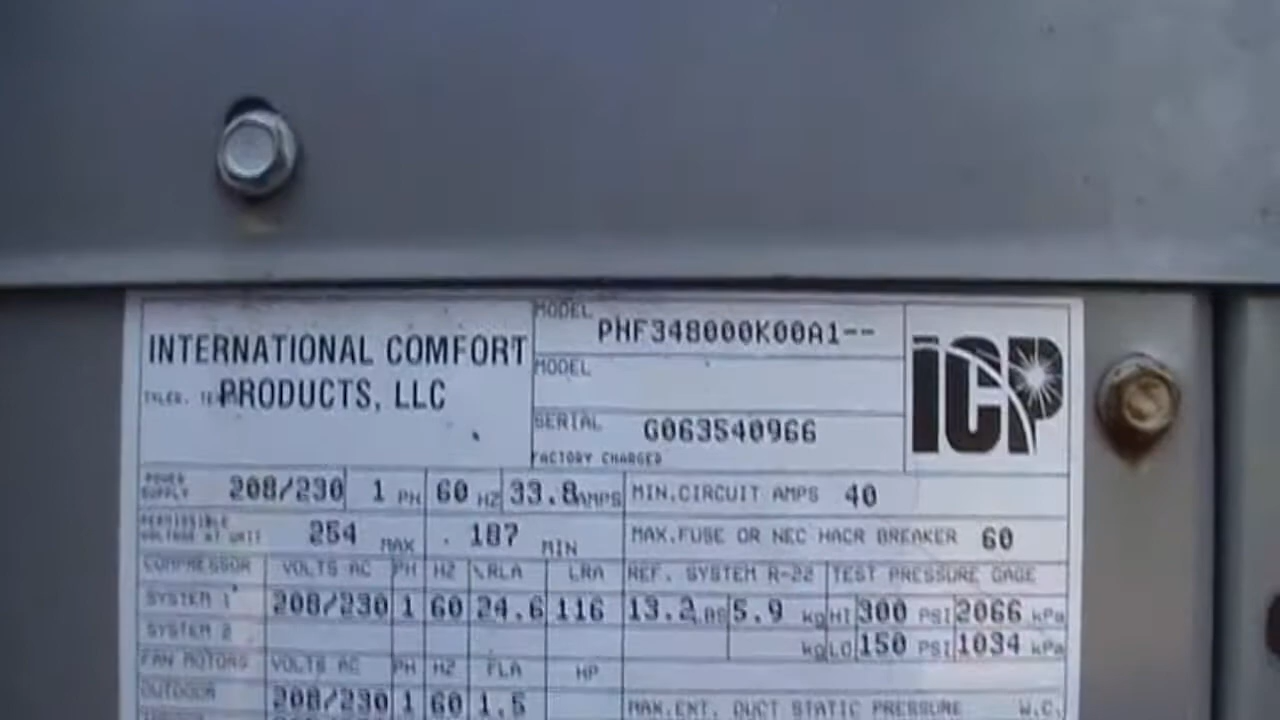 INTERNATIONAL COMFORT
PRODUCTS, LLC
MODEL PHF348000K00A1--
MODEL
SERIAL G063540966
FACTORY CHARGED
ICP
POWER SUPPLY 208/230 1 PH 60 HZ 33.8 AMPS MIN.CIRCUIT AMPS 40
PERMISSIBLE VOLTAGE AT UNIT 254 MAX 187 MIN MAX.FUSE OR NEC HACR BREAKER 60
COMPRESSOR VOLTS AC PH HZ RLA LRA REF. SYSTEM R-22 TEST PRESSURE GAGE
SYSTEM 1 208/230 1 60 24.6 116 13.2 LBS 5.9 kg HI 300 PSI 2066 kPa
SYSTEM 2 kg LO 150 PSI 1034 kPa
FAN MOTORS VOLTS AC PH HZ FLA HP
OUTDOOR 208/230 1 60 1.5 MAX.EXT. DUCT STATIC PRESSURE W.C.